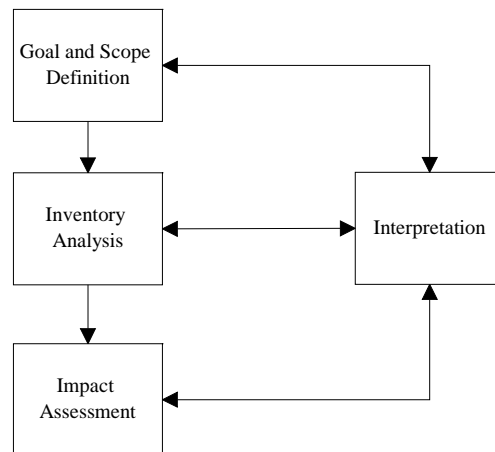 Goal and Scope
Definition
Inventory
Analysis
Interpretation
Impact
Assessment